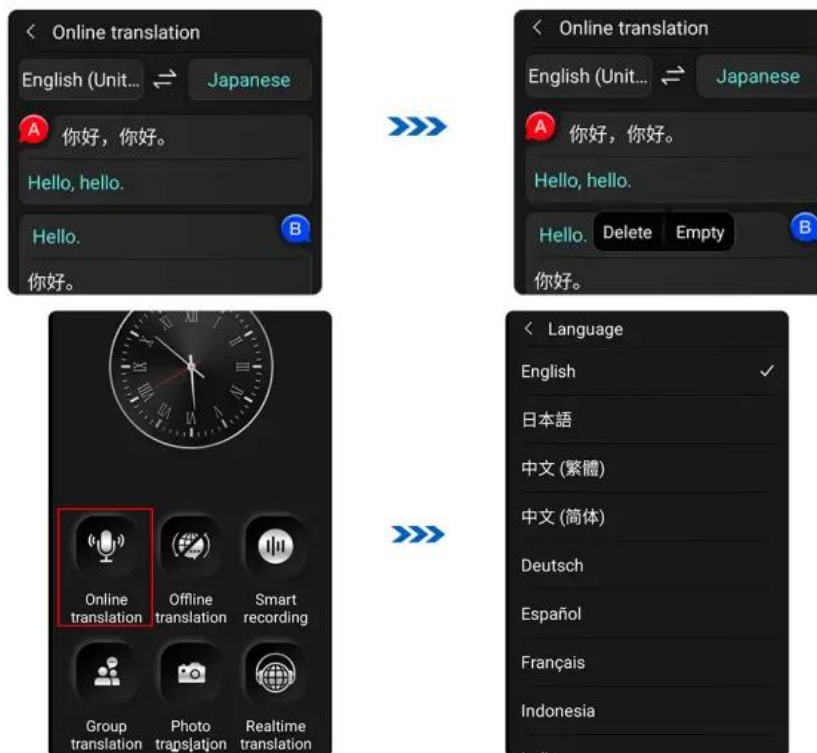 < Online translation
English (Unit... ⇌ Japanese
A 你好，你好。
Hello, hello.
Hello. B
你好。
< Online translation
English (Unit... ⇌ Japanese
A 你好，你好。
Hello, hello.
Hello. Delete Empty B
你好。
XII
Online translation
Offline translation
Smart recording
Group translation
Photo translation
Realtime translation
< Language
English ✓
日本語
中文 (繁體)
中文 (简体)
Deutsch
Español
Français
Indonesia